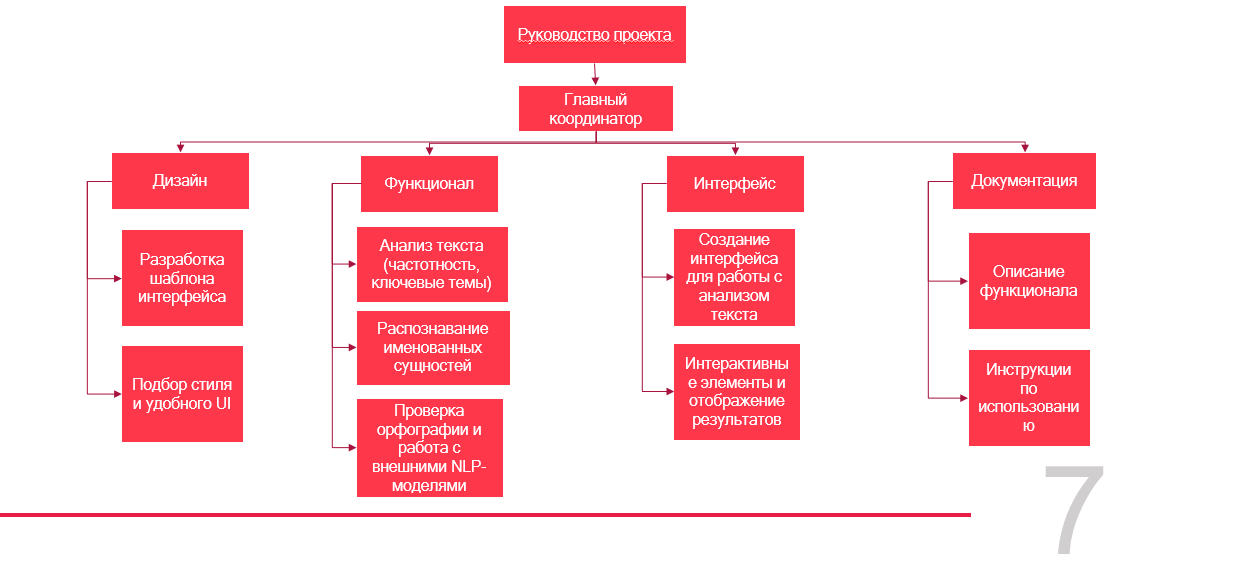 Руководство проекта
Главный
координатор
Дизайн
Разработка
шаблона
интерфейса
Подбор стиля
и удобного UI
Функционал
Анализ текста
(частотность,
ключевые темы)
Распознавание
именованных
сущностей
Проверка
орфографии и
работа с
внешними NLP-
моделями
Интерфейс
Создание
интерфейса
для работы с
анализом
текста
Интерактивны
е элементы и
отображение
результатов
Документация
Описание
функционала
Инструкции
по
использовани
ю
7